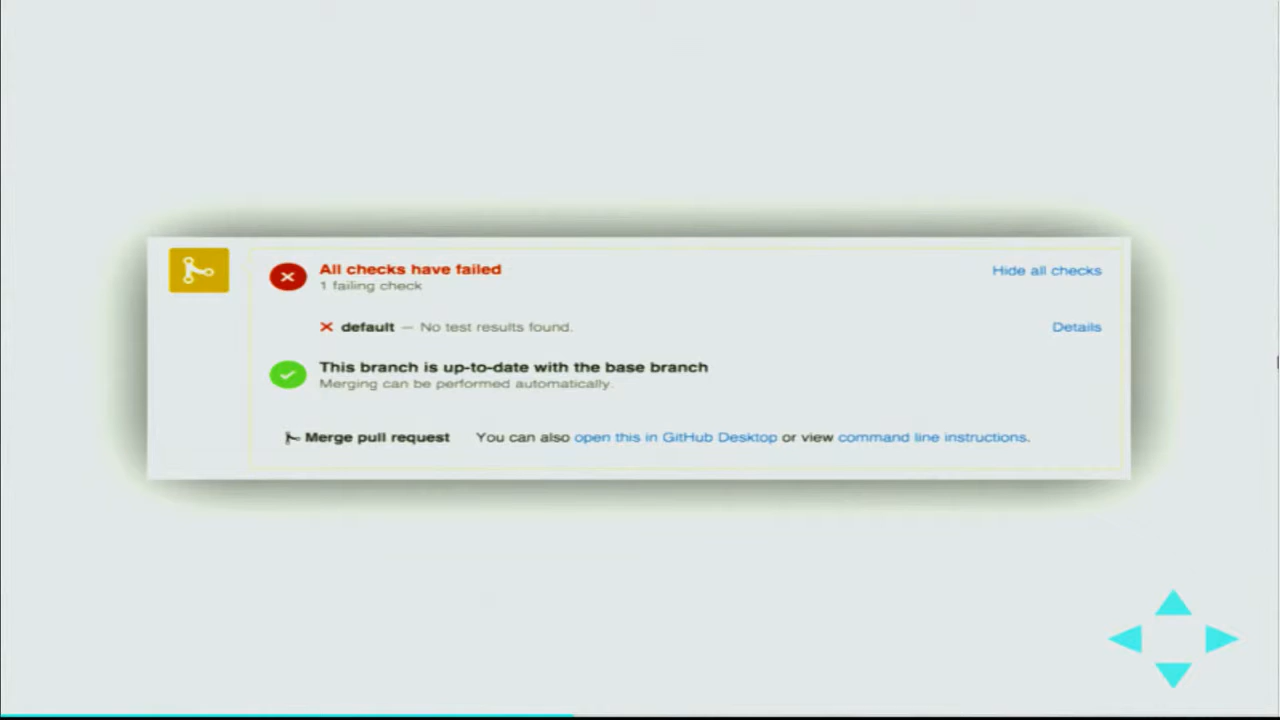 All checks have failed
Hide all checks
1 failing check
default — No test results found.
Details
This branch is up-to-date with the base branch
Merging can be performed automatically.
Merge pull request You can also open this in GitHub Desktop or view command line instructions.